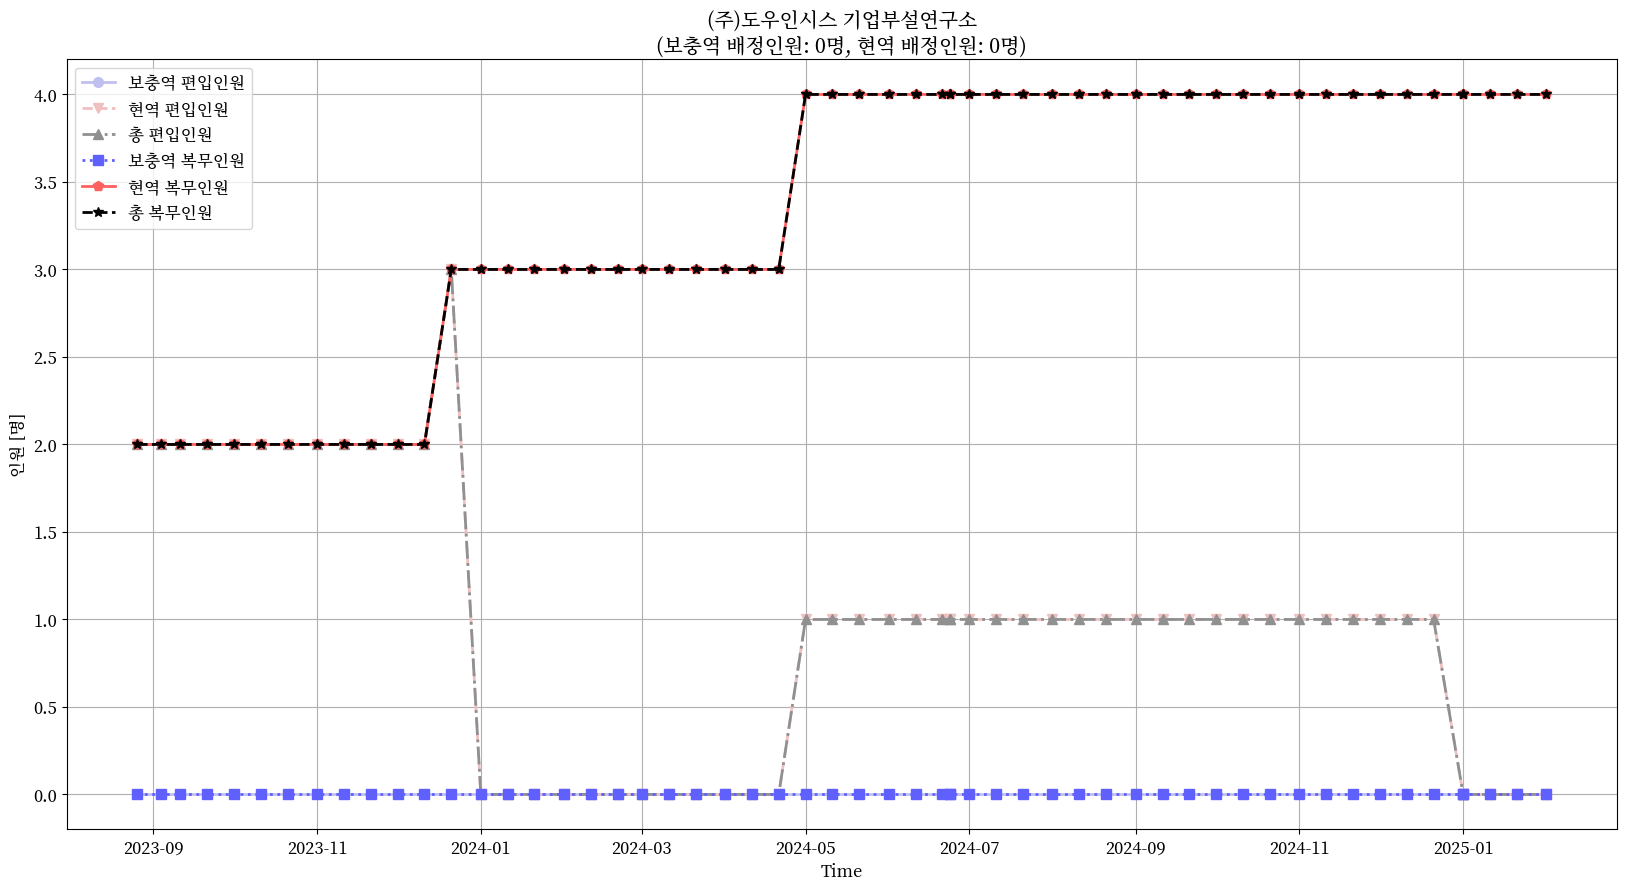 (주)도우인시스 기업부설연구소
(보충역 배정인원: 0명, 현역 배정인원: 0명)
보충역 편입인원
현역 편입인원
총 편입인원
보충역 복무인원
현역 복무인원
총 복무인원
인원 [명]
4.0
3.5
3.0
2.5
2.0
1.5
1.0
0.5
0.0
2023-09 2023-11 2024-01 2024-03 2024-05 2024-07 2024-09 2024-11 2025-01
Time